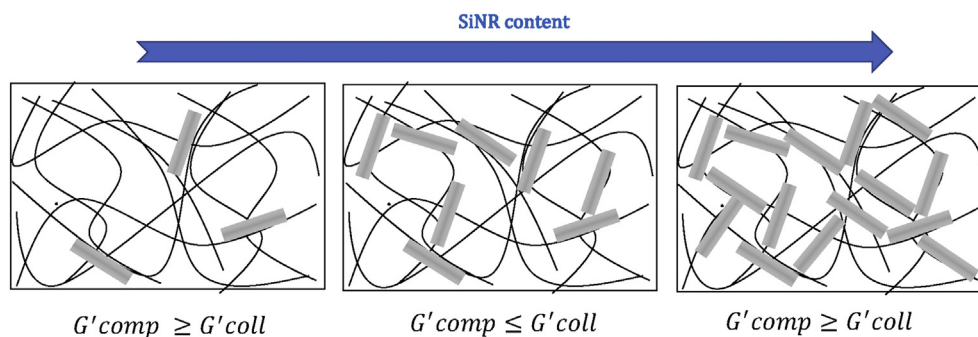 SiNR content
G'comp ≥ G'coll
G'comp ≤ G'coll
G'comp ≥ G'coll